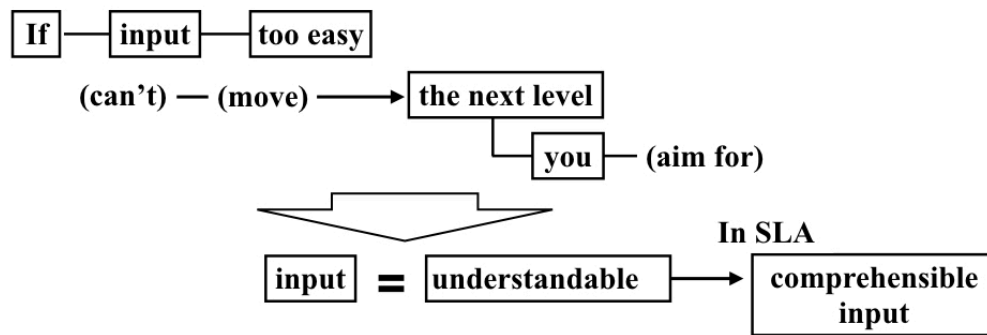 If input too easy
(can't) — (move) the next level
you (aim for)
In SLA
input = understandable comprehensible
input